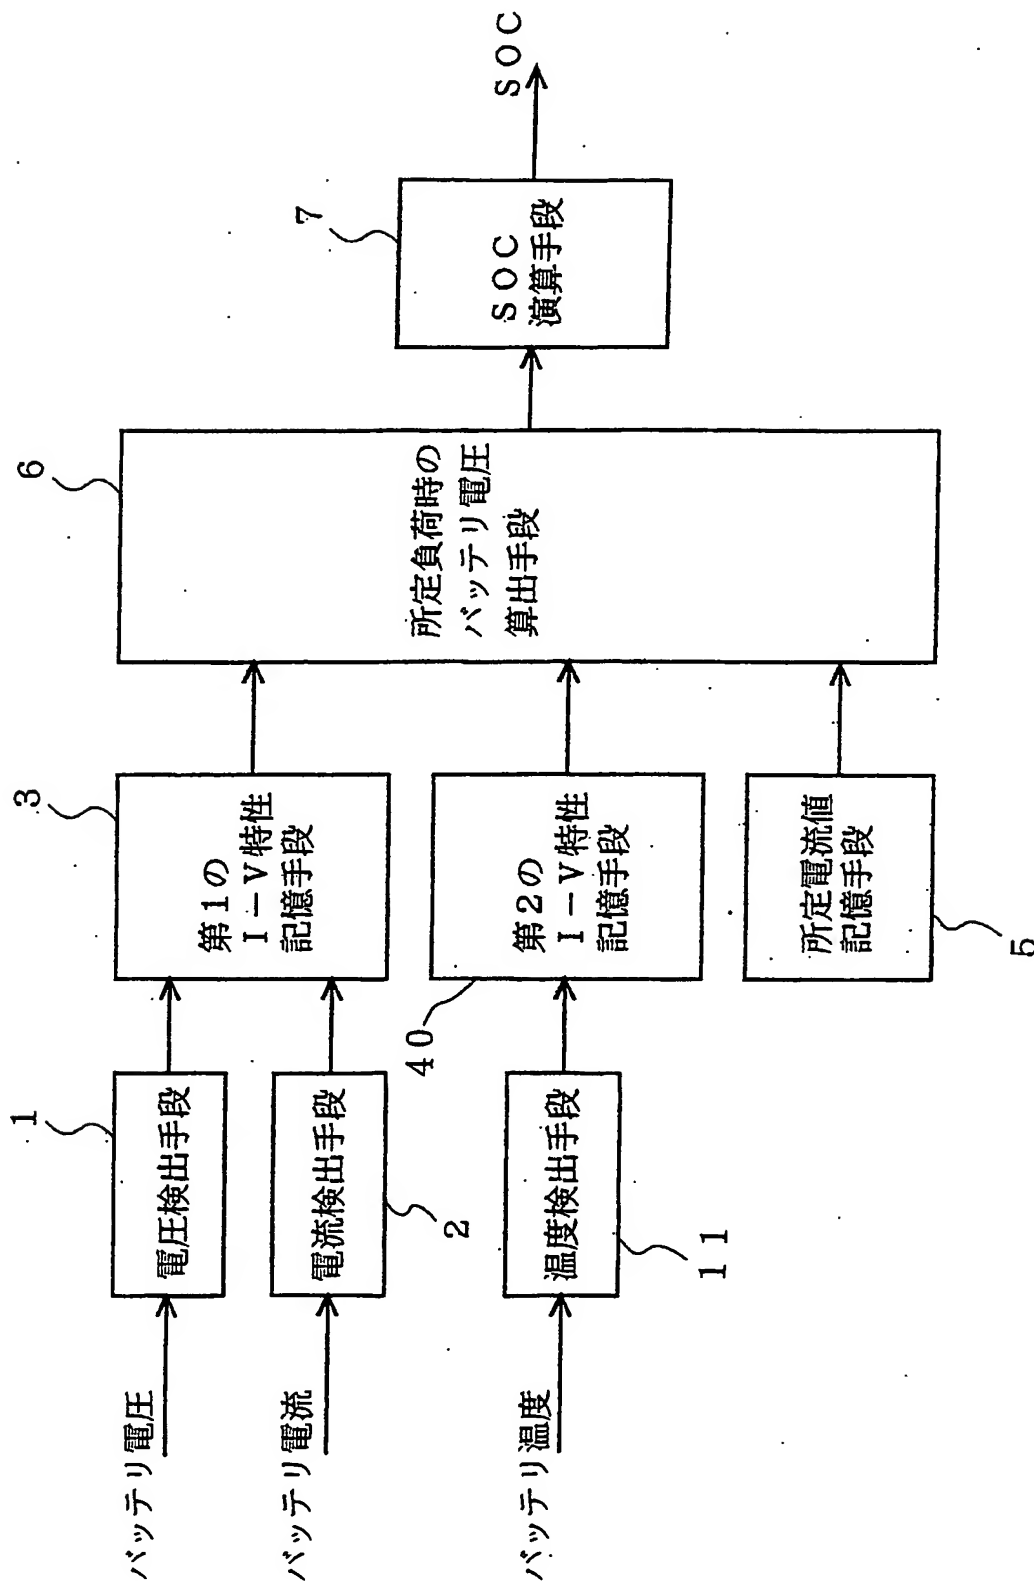 バッテリ電圧
バッテリ電流
バッテリ温度
1
電圧検出手段
電流検出手段
2
温度検出手段
11
3
第1の
I－V特性
記憶手段
40
第2の
I－V特性
記憶手段
所定電流値
記憶手段
5
6
所定負荷時の
バッテリ電圧
算出手段
7
SOC
演算手段
SOC